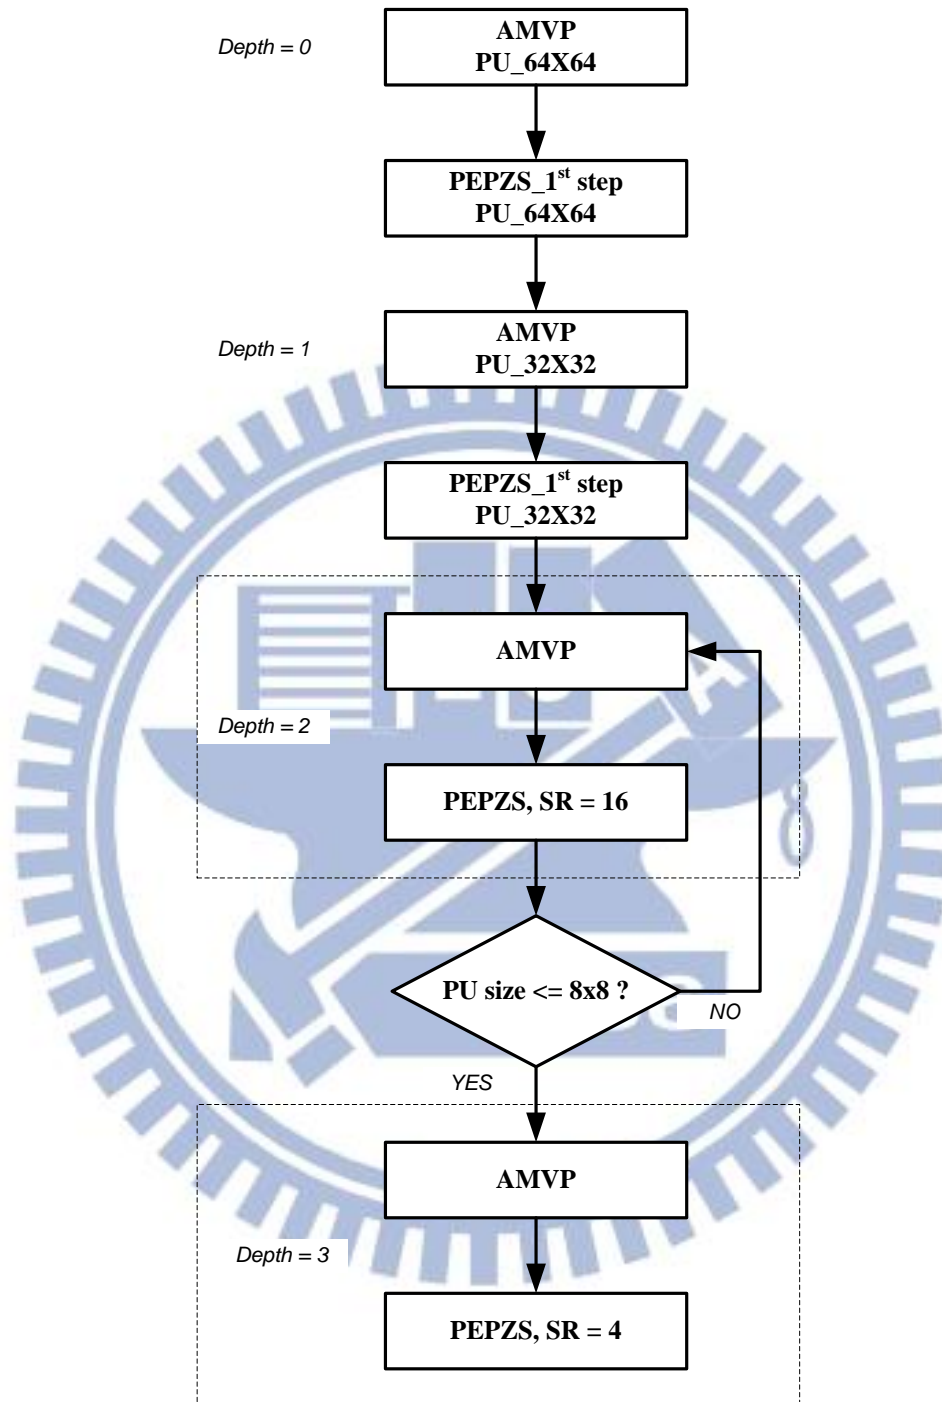 Depth = 0
AMVP
PU_64X64
PEPZS_1st step
PU_64X64
Depth = 1
AMVP
PU_32X32
PEPZS_1st step
PU_32X32
AMVP
Depth = 2
PEPZS, SR = 16
PU size <= 8x8 ?
NO
YES
AMVP
Depth = 3
PEPZS, SR = 4